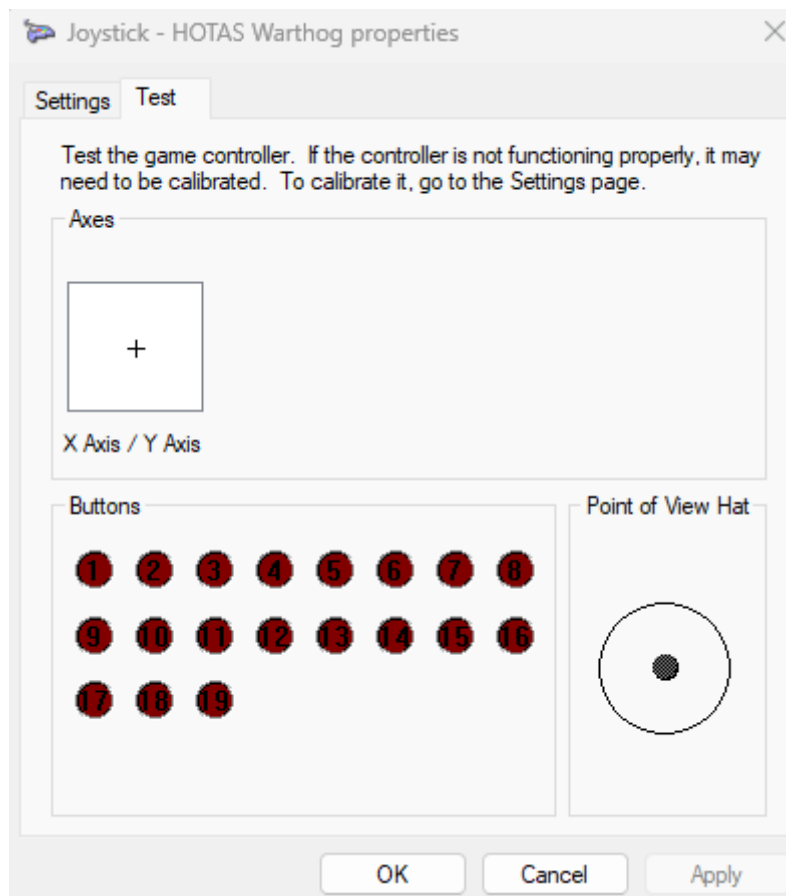 Joystick - HOTAS Warthog properties
Settings Test
Test the game controller.  If the controller is not functioning properly, it may
need to be calibrated.  To calibrate it, go to the Settings page.
Axes
X Axis / Y Axis
Buttons
1 2 3 4 5 6 7 8
9 10 11 12 13 14 15 16
17 18 19
Point of View Hat
OK Cancel Apply